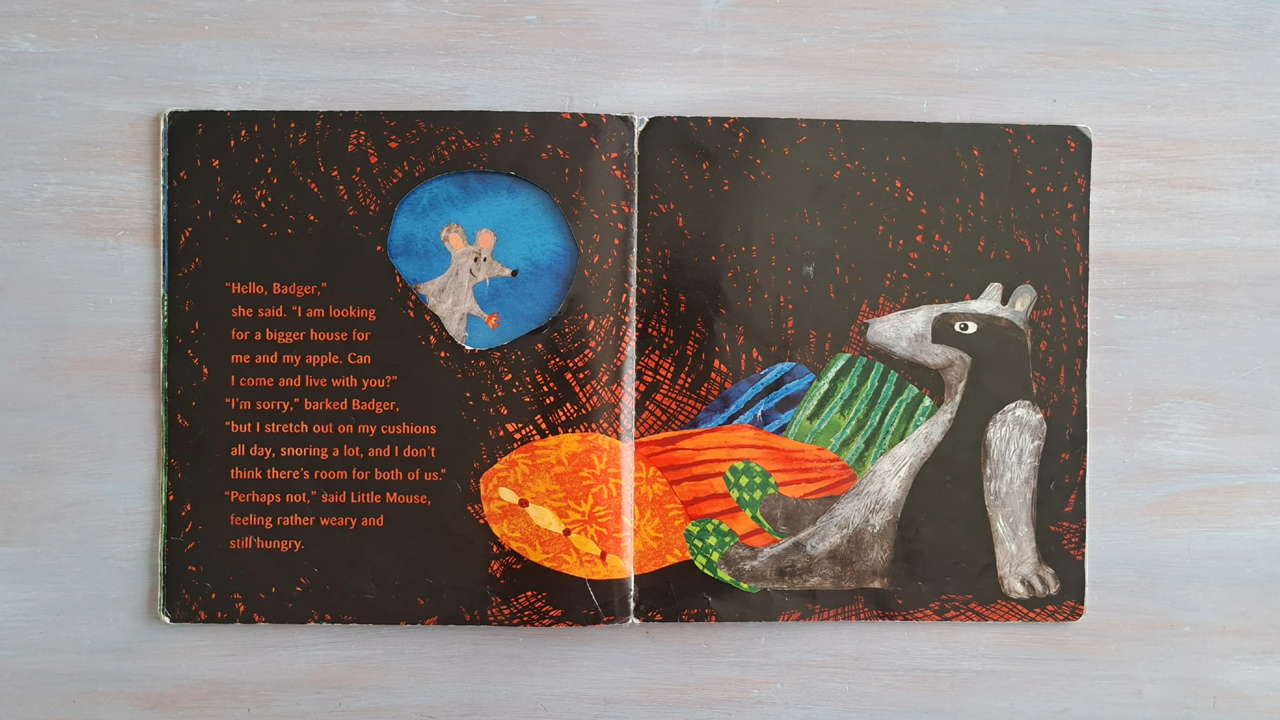 “Hello, Badger,”
she said. “I am looking
for a bigger house for
me and my apple. Can
I come and live with you?”
“I’m sorry,” barked Badger,
“but I stretch out on my cushions
all day, snoring a lot, and I don’t
think there’s room for both of us.”
“Perhaps not,” said Little Mouse,
feeling rather weary and
still hungry.